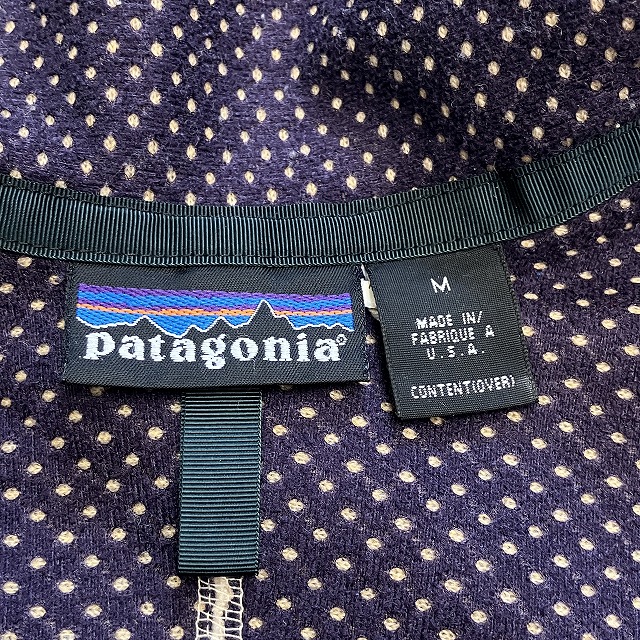 patagonia®
M
MADE IN/
FABRIQUE A
U.S.A.
CONTENT(OVER)